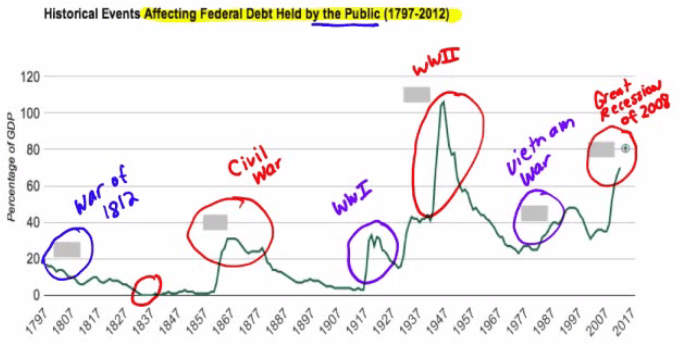 Historical Events Affecting Federal Debt Held by the Public (1797-2012)
Percentage of GDP
120
100
80
60
40
20
0
War of
1812
Civil
War
WWI
WWII
Vietnam
War
Great
Recession
of 2008
1797
1807
1817
1827
1837
1847
1857
1867
1877
1887
1897
1907
1917
1927
1937
1947
1957
1967
1977
1987
1997
2007
2017